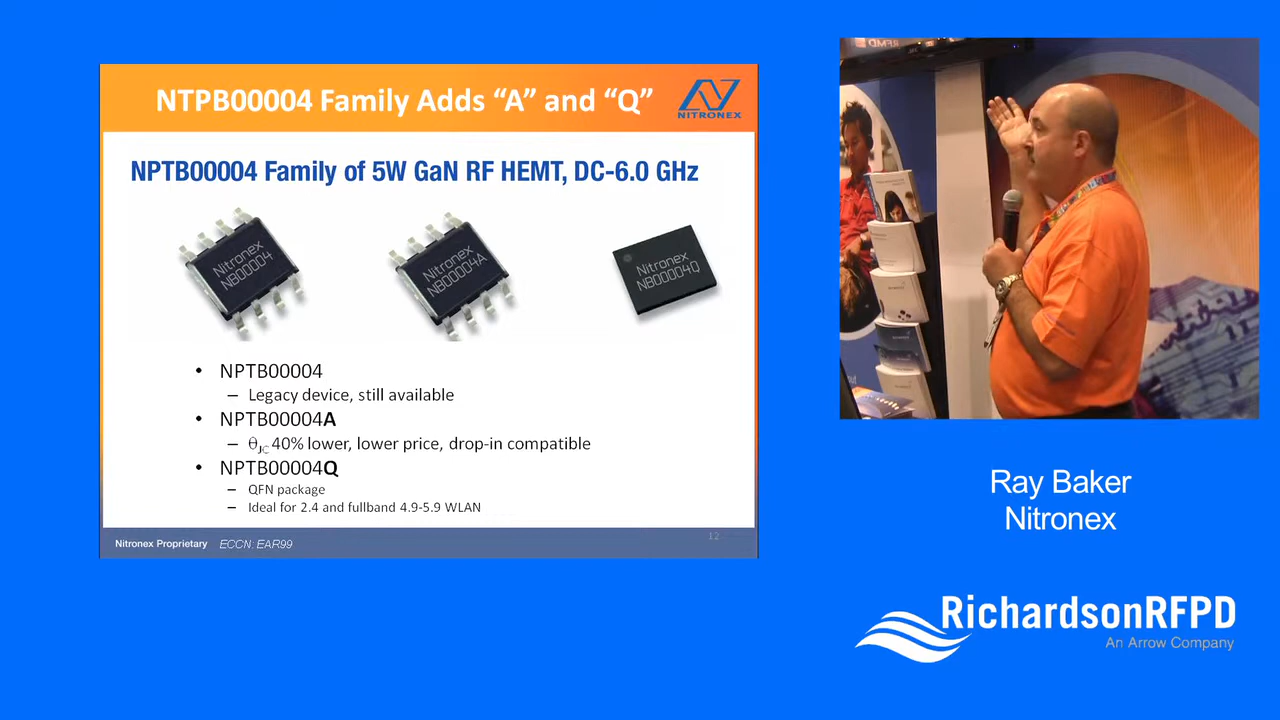 NTPB00004 Family Adds “A” and “Q”
NITRONEX
NPTB00004 Family of 5W GaN RF HEMT, DC-6.0 GHz
Nitronex
NB00004
Nitronex
NB00004A
Nitronex
NB00004Q
• NPTB00004
– Legacy device, still available
• NPTB00004A
– θJC 40% lower, lower price, drop-in compatible
• NPTB00004Q
– QFN package
– Ideal for 2.4 and fullband 4.9-5.9 WLAN
Nitronex Proprietary ECCN: EAR99
12
RFMD
Ray Baker
Nitronex
RichardsonRFPD
An Arrow Company